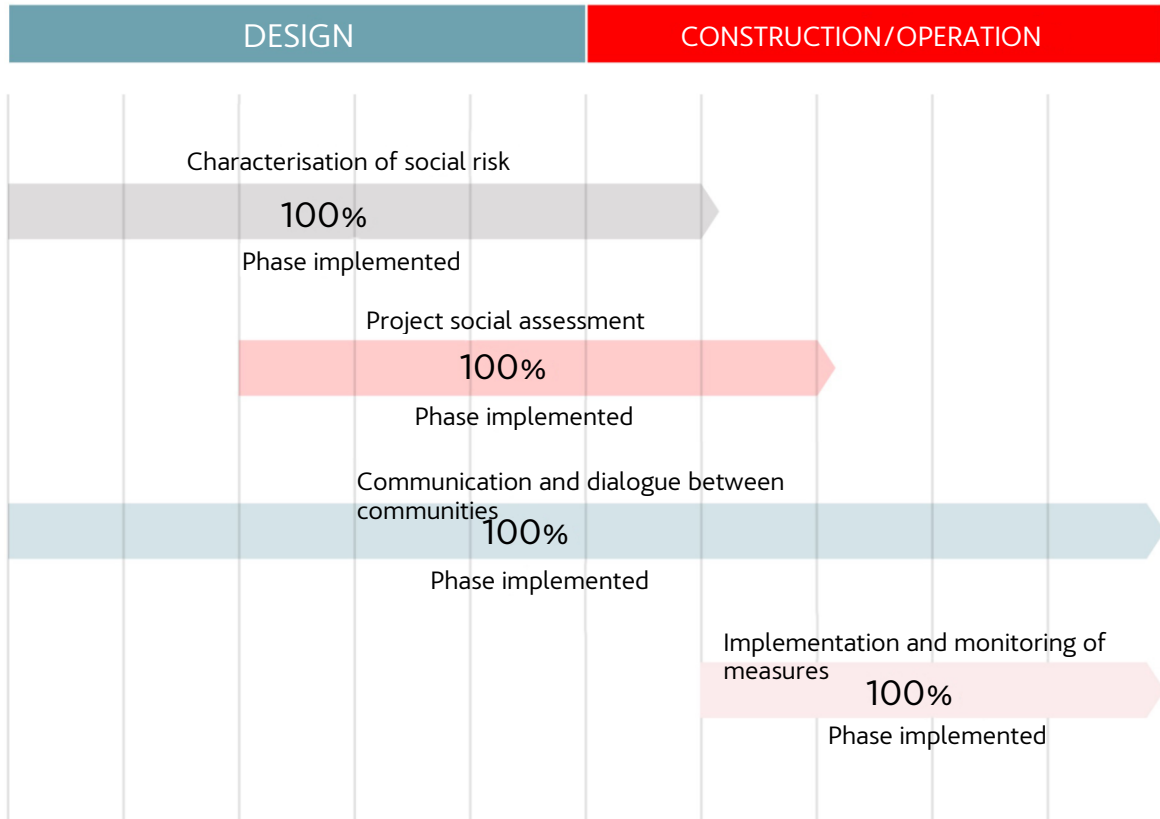 DESIGN
CONSTRUCTION/OPERATION
Characterisation of social risk
100%
Phase implemented
Project social assessment
100%
Phase implemented
Communication and dialogue between
communities
100%
Phase implemented
Implementation and monitoring of
measures
100%
Phase implemented